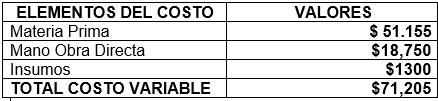 ELEMENTOS DEL COSTO VALORES
Materia Prima $ 51.155
Mano Obra Directa $18,750
Insumos $1300
TOTAL COSTO VARIABLE $71,205